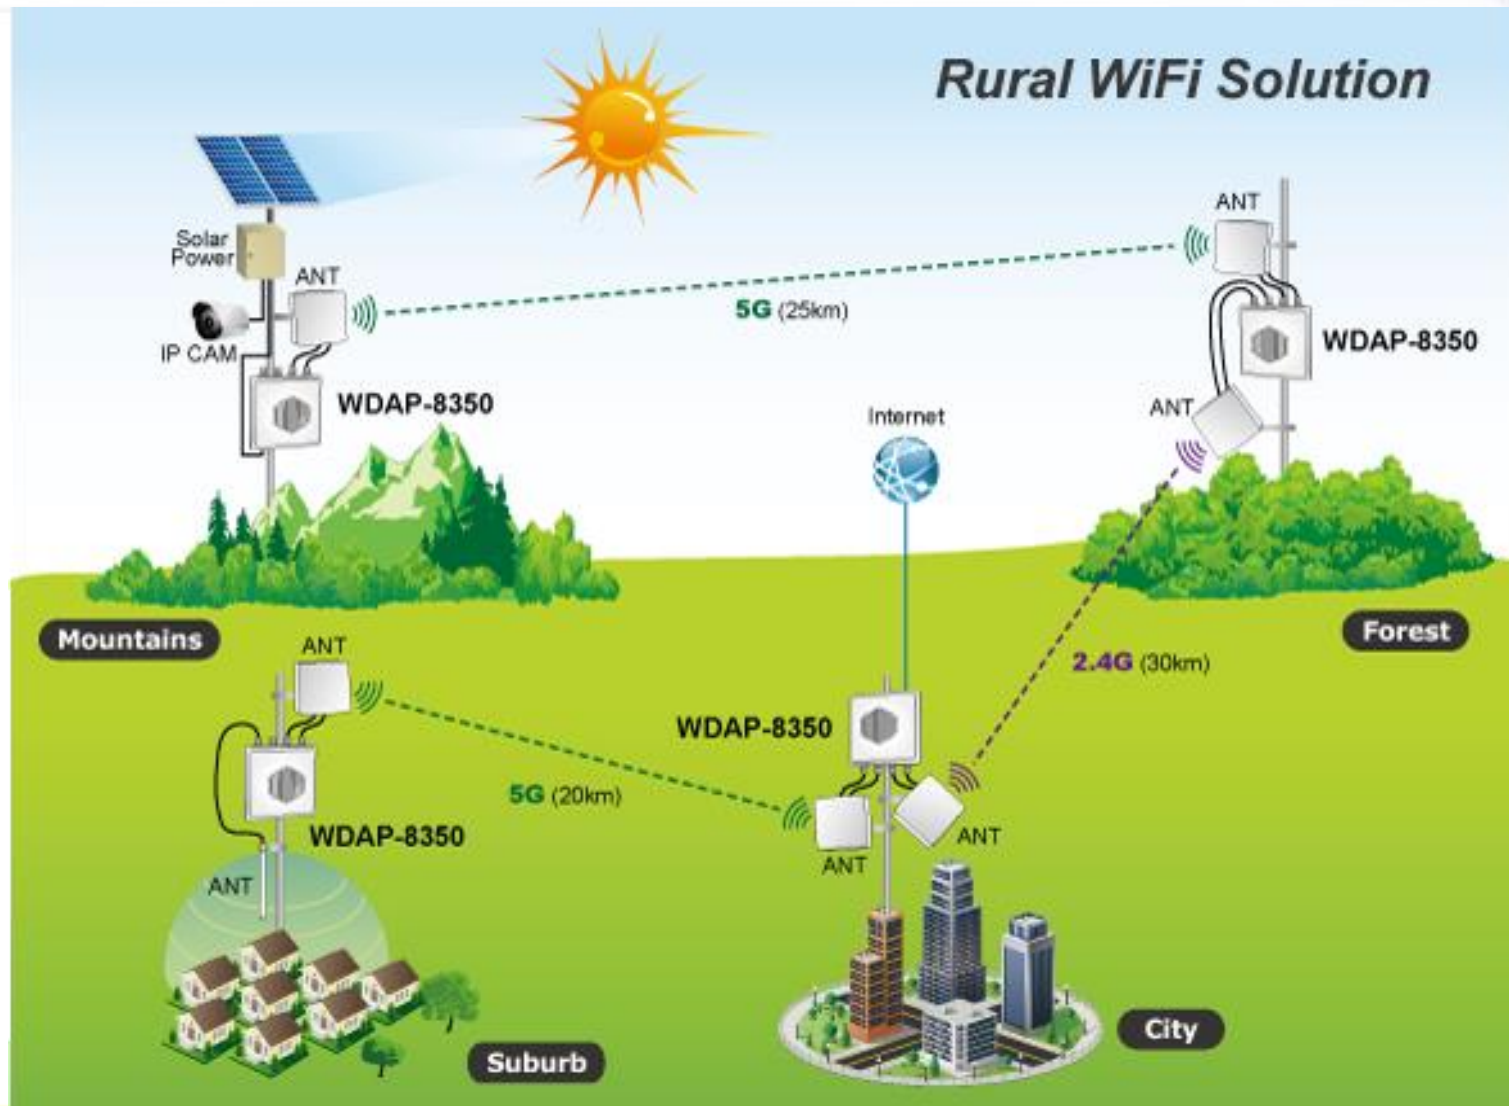 Rural WiFi Solution
Solar
Power
ANT
IP CAM
WDAP-8350
5G (25km)
ANT
WDAP-8350
ANT
Internet
Mountains
Forest
2.4G (30km)
ANT
WDAP-8350
ANT
5G (20km)
WDAP-8350
ANT
ANT
Suburb
City